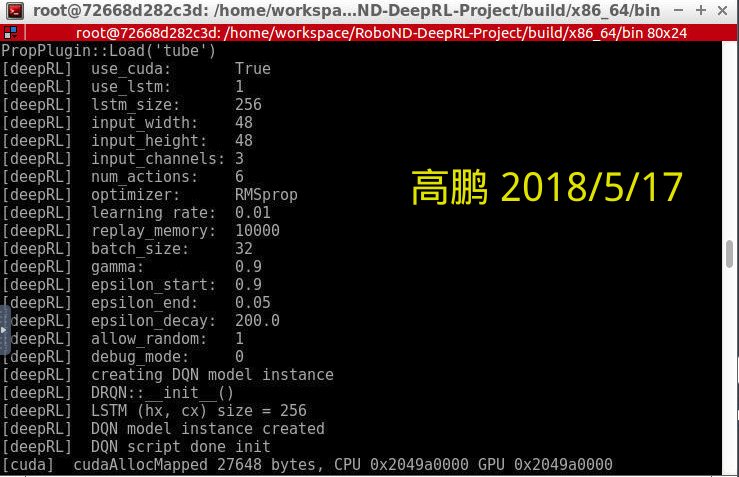 root@72668d282c3d: /home/workspa...ND-DeepRL-Project/build/x86_64/bin
root@72668d282c3d: /home/workspace/RoboND-DeepRL-Project/build/x86_64/bin 80x24
PropPlugin::Load('tube')
[deepRL]  use_cuda:       True
[deepRL]  use_lstm:       1
[deepRL]  lstm_size:      256
[deepRL]  input_width:    48
[deepRL]  input_height:   48
[deepRL]  input_channels: 3
[deepRL]  num_actions:    6
[deepRL]  optimizer:      RMSprop
[deepRL]  learning rate:  0.01
[deepRL]  replay_memory:  10000
[deepRL]  batch_size:     32
[deepRL]  gamma:          0.9
[deepRL]  epsilon_start:  0.9
[deepRL]  epsilon_end:    0.05
[deepRL]  epsilon_decay:  200.0
[deepRL]  allow_random:   1
[deepRL]  debug_mode:     0
[deepRL]  creating DQN model instance
[deepRL]  DRQN::__init__()
[deepRL]  LSTM (hx, cx) size = 256
[deepRL]  DQN model instance created
[deepRL]  DQN script done init
[cuda]  cudaAllocMapped 27648 bytes, CPU 0x2049a0000 GPU 0x2049a0000
高鹏 2018/5/17